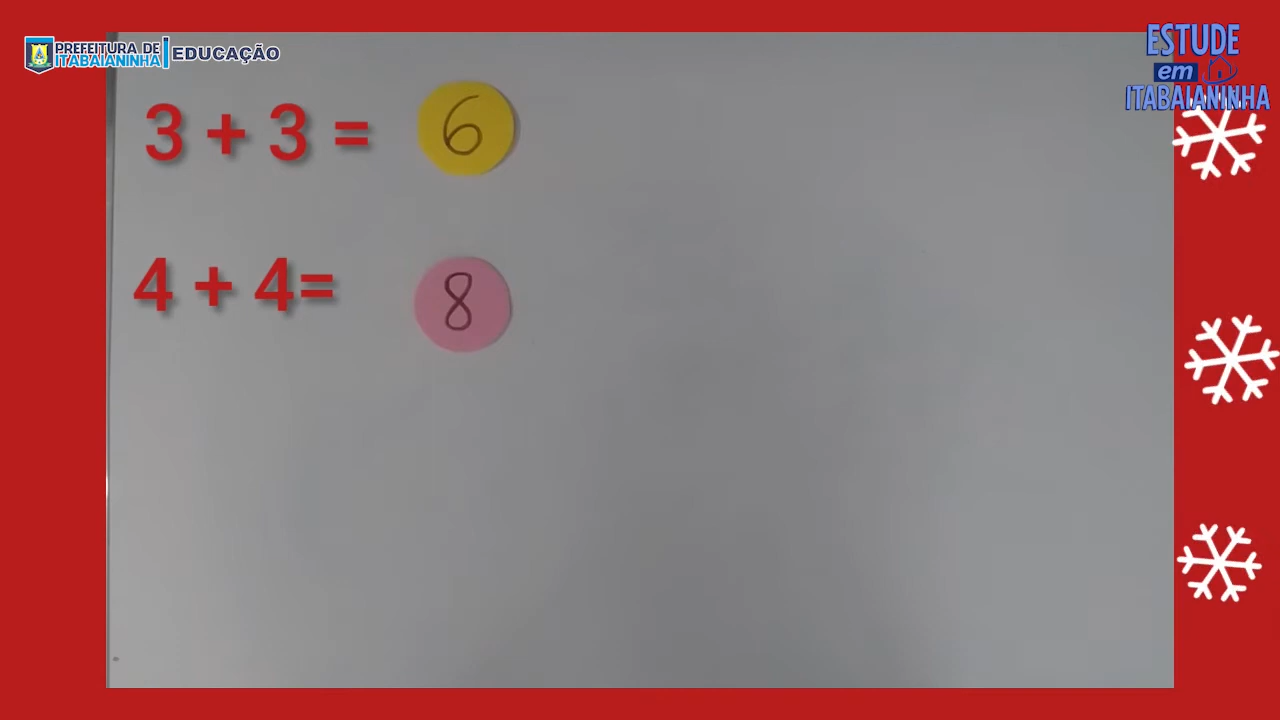 PREFEITURA DE
ITABAIANINHA
EDUCAÇÃO
ESTUDE
em
ITABAIANINHA
3 + 3 = 6
4 + 4= 8